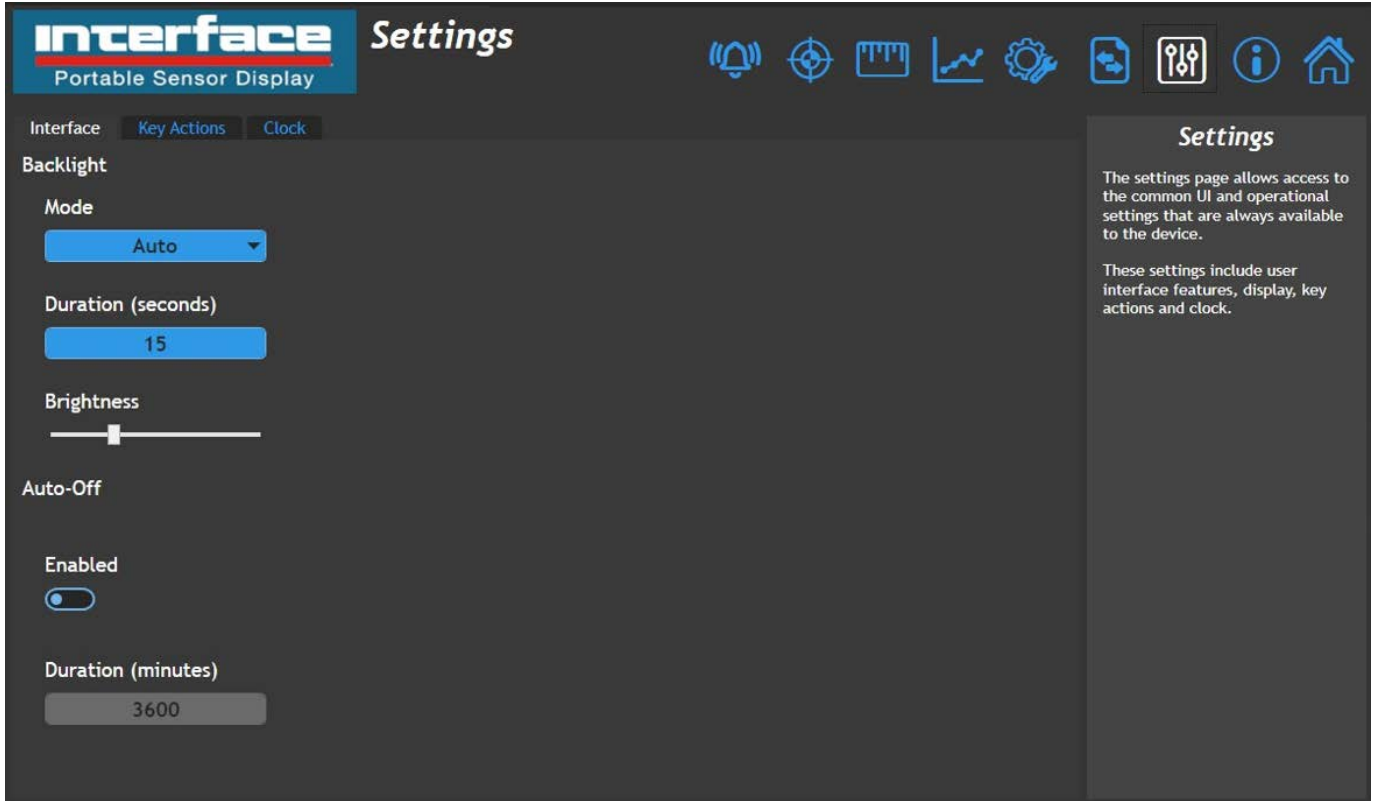 Interface
Portable Sensor Display
Settings
Interface Key Actions Clock
Backlight
Mode
Auto
Duration (seconds)
15
Brightness
Auto-Off
Enabled
Duration (minutes)
3600
Settings
The settings page allows access to
the common UI and operational
settings that are always available
to the device.
These settings include user
interface features, display, key
actions and clock.